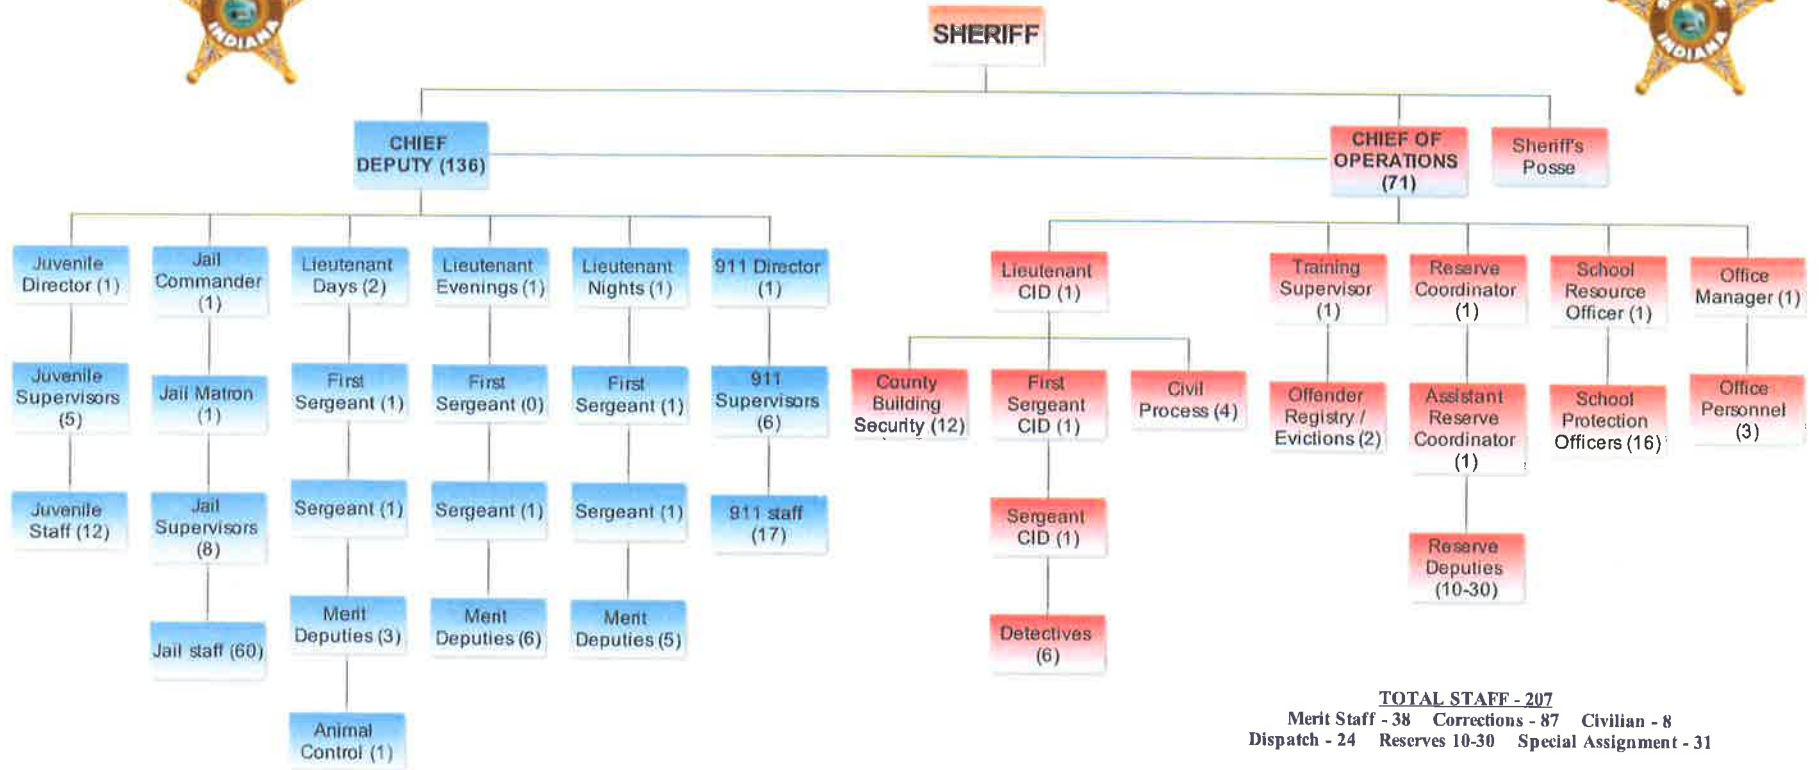 INDIANA
INDIANA
SHERIFF
CHIEF
DEPUTY (136)
CHIEF OF
OPERATIONS
(71)
Sheriff's
Posse
Juvenile
Director (1)
Jail
Commander
(1)
Lieutenant
Days (2)
Lieutenant
Evenings (1)
Lieutenant
Nights (1)
911 Director
(1)
Lieutenant
CID (1)
Training
Supervisor
(1)
Reserve
Coordinator
(1)
School
Resource
Officer (1)
Office
Manager (1)
Juvenile
Supervisors
(5)
Jail Matron
(1)
First
Sergeant (1)
First
Sergeant (0)
First
Sergeant (1)
911
Supervisors
(6)
County
Building
Security (12)
First
Sergeant
CID (1)
Civil
Process (4)
Offender
Registry /
Evictions (2)
Assistant
Reserve
Coordinator
(1)
School
Protection
Officers (16)
Office
Personnel
(3)
Juvenile
Staff (12)
Jail
Supervisors
(8)
Sergeant (1)
Sergeant (1)
Sergeant (1)
911 staff
(17)
Sergeant
CID (1)
Reserve
Deputies
(10-30)
Jail staff (60)
Merit
Deputies (3)
Merit
Deputies (6)
Merit
Deputies (5)
Detectives
(6)
Animal
Control (1)
TOTAL STAFF - 207
Merit Staff - 38 Corrections - 87 Civilian - 8
Dispatch - 24 Reserves 10-30 Special Assignment - 31